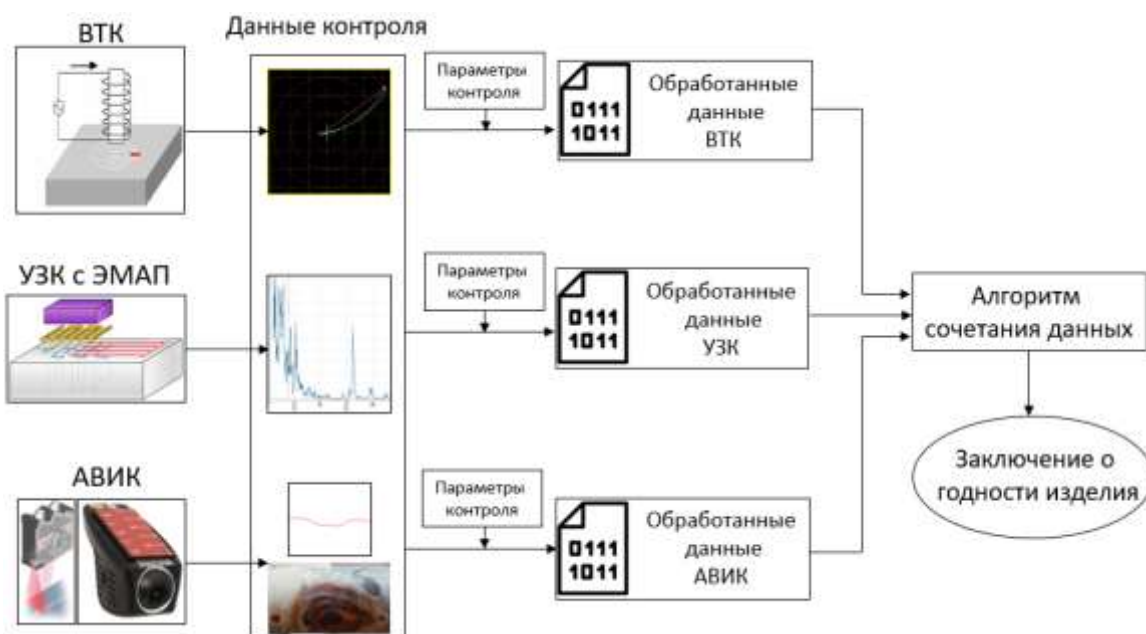 ВТК
Данные контроля
Параметры
контроля
0111
1011
Обработанные
данные
ВТК
УЗК с ЭМАП
Параметры
контроля
0111
1011
Обработанные
данные
УЗК
Алгоритм
сочетания данных
АВИК
Параметры
контроля
0111
1011
Обработанные
данные
АВИК
Заключение о
годности изделия